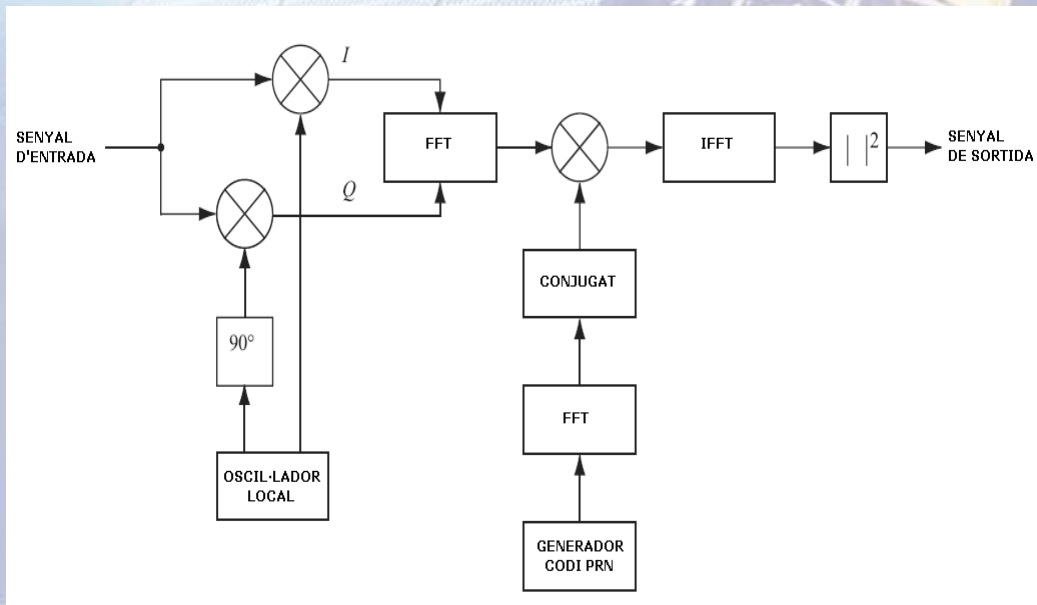 I
SENYAL
D'ENTRADA
FFT
IFFT
| |²
SENYAL
DE SORTIDA
Q
CONJUGAT
90°
FFT
OSCIL·LADOR
LOCAL
GENERADOR
CODI PRN